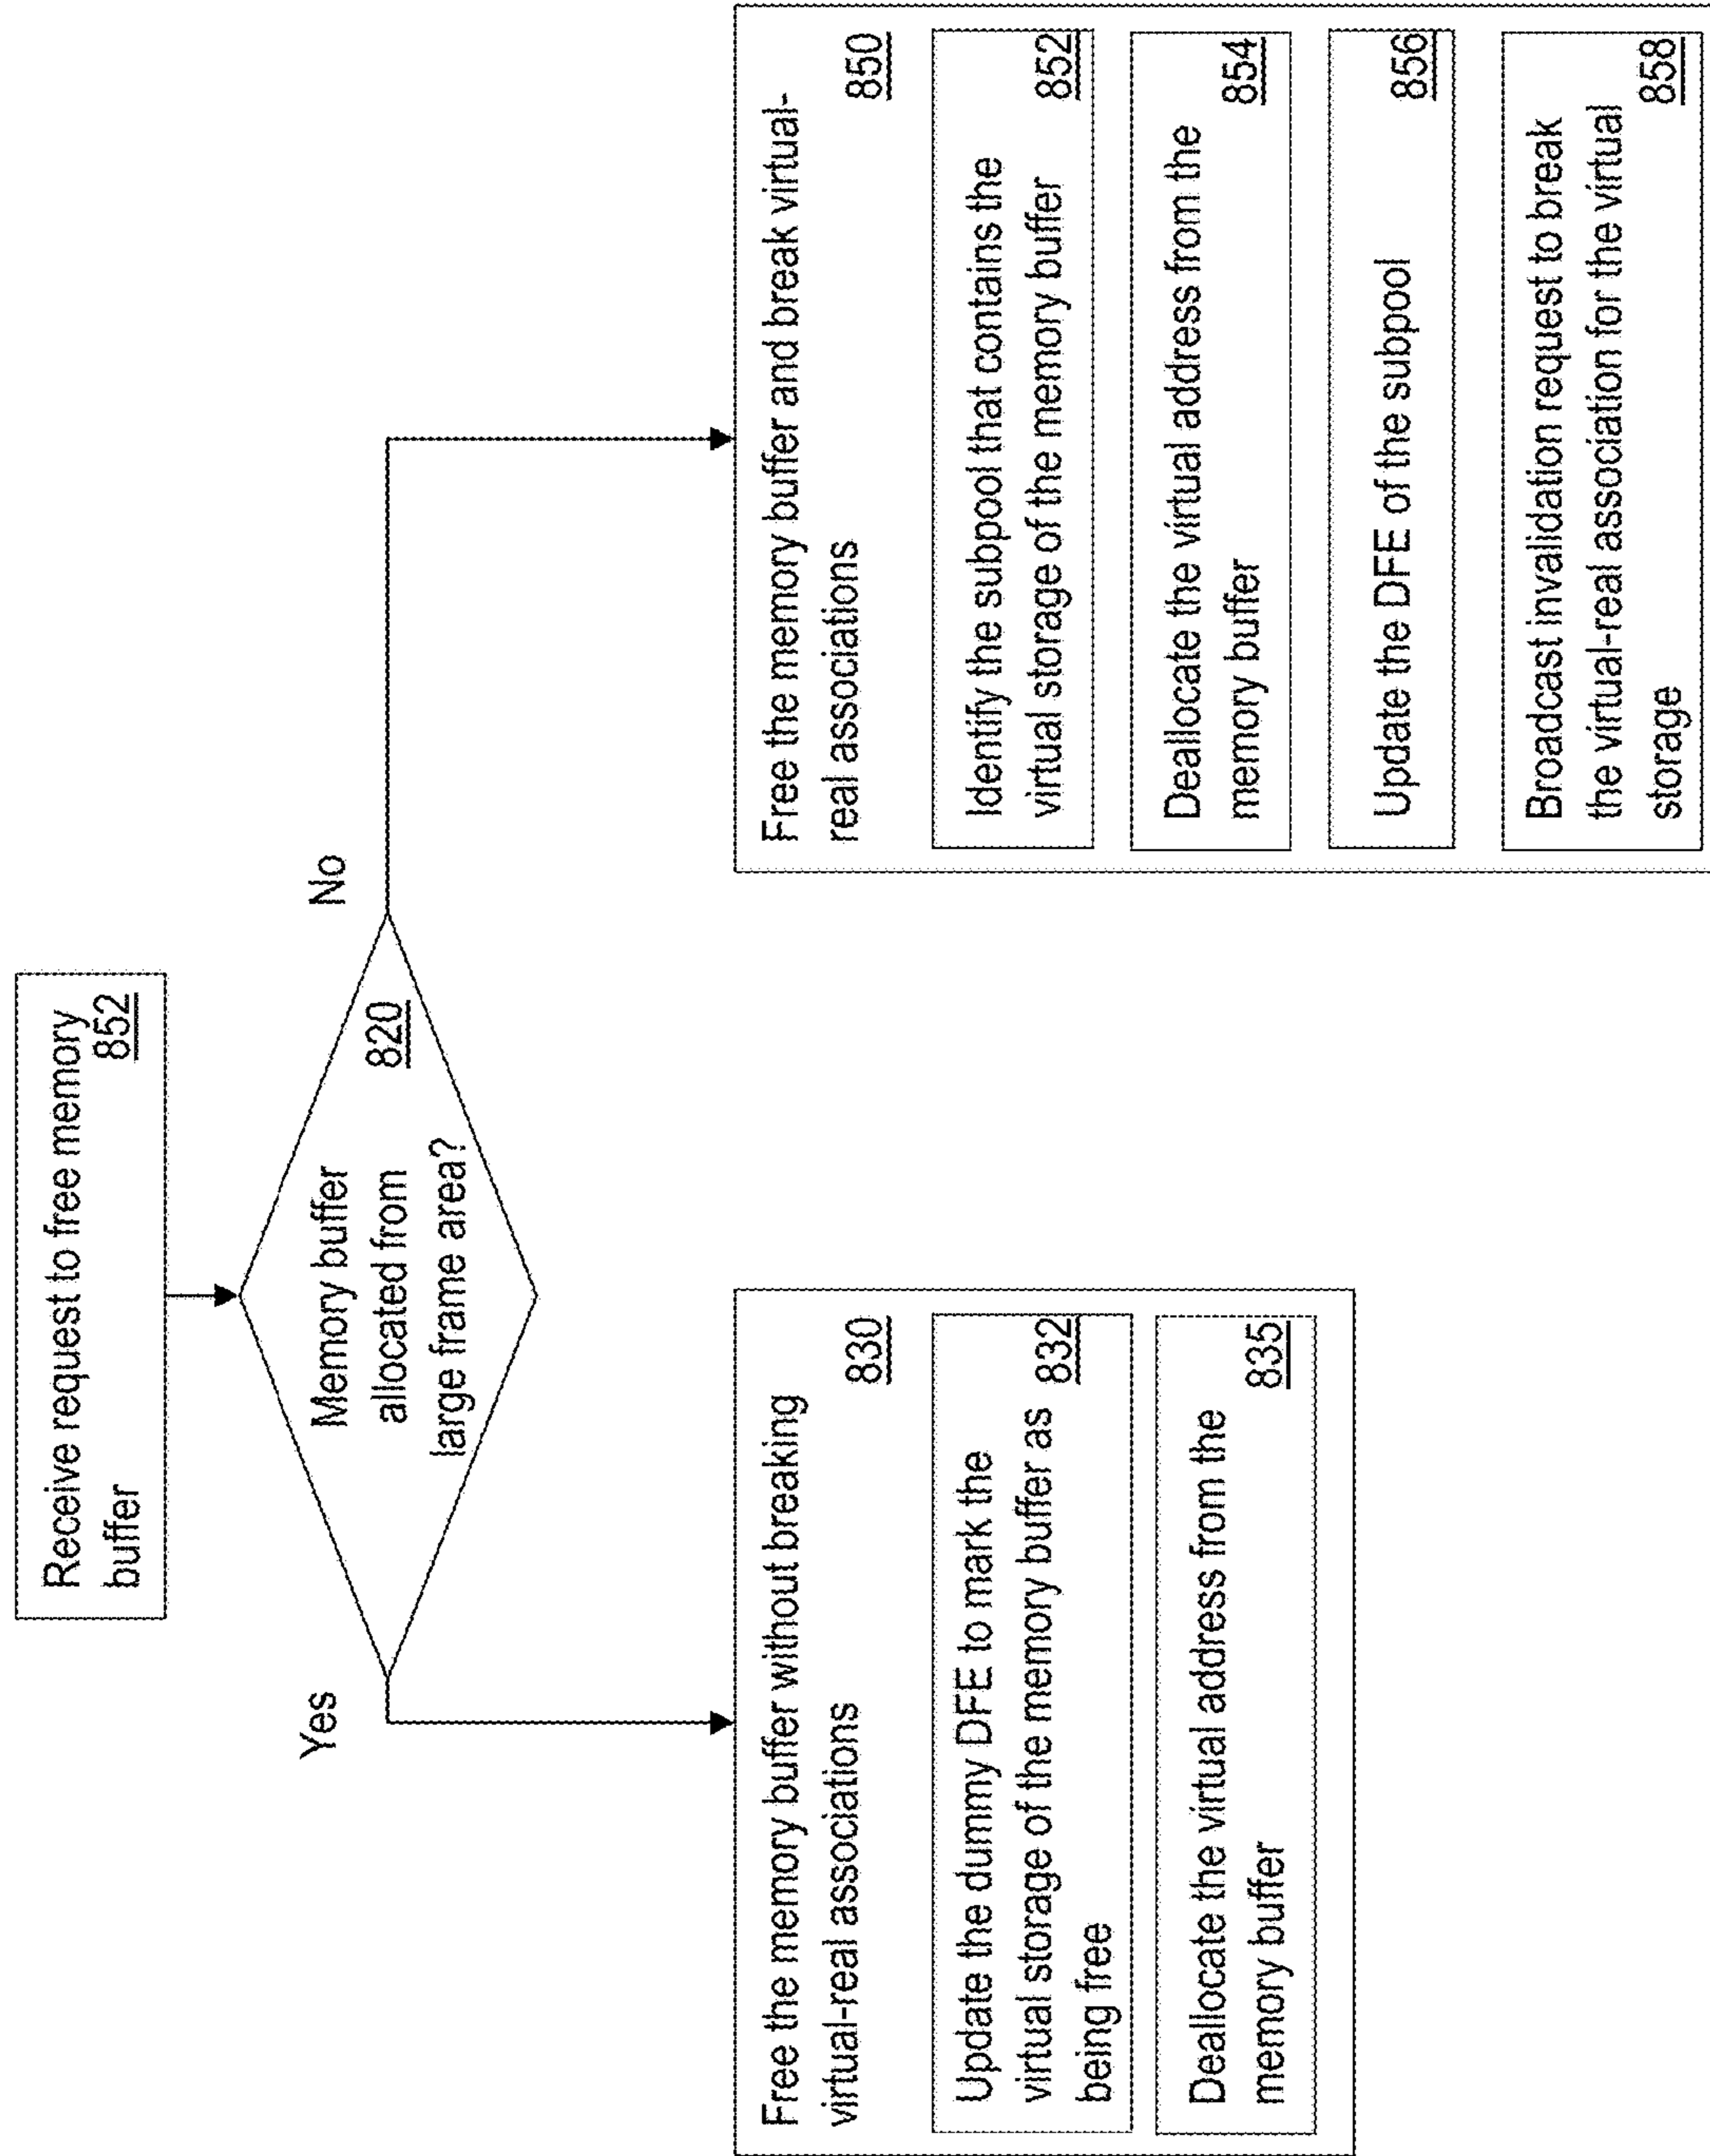 Receive request to free memory
buffer
852
Memory buffer
allocated from
large frame area?
820
Yes
No
Free the memory buffer without breaking
virtual-real associations
830
Update the dummy DFE to mark the
virtual storage of the memory buffer as
being free
832
Deallocate the virtual address from the
memory buffer
835
Free the memory buffer and break virtual-
real associations
850
Identify the subpool that contains the
virtual storage of the memory buffer
852
Deallocate the virtual address from the
memory buffer
854
Update the DFE of the subpool
856
Broadcast invalidation request to break
the virtual-real association for the virtual
storage
858